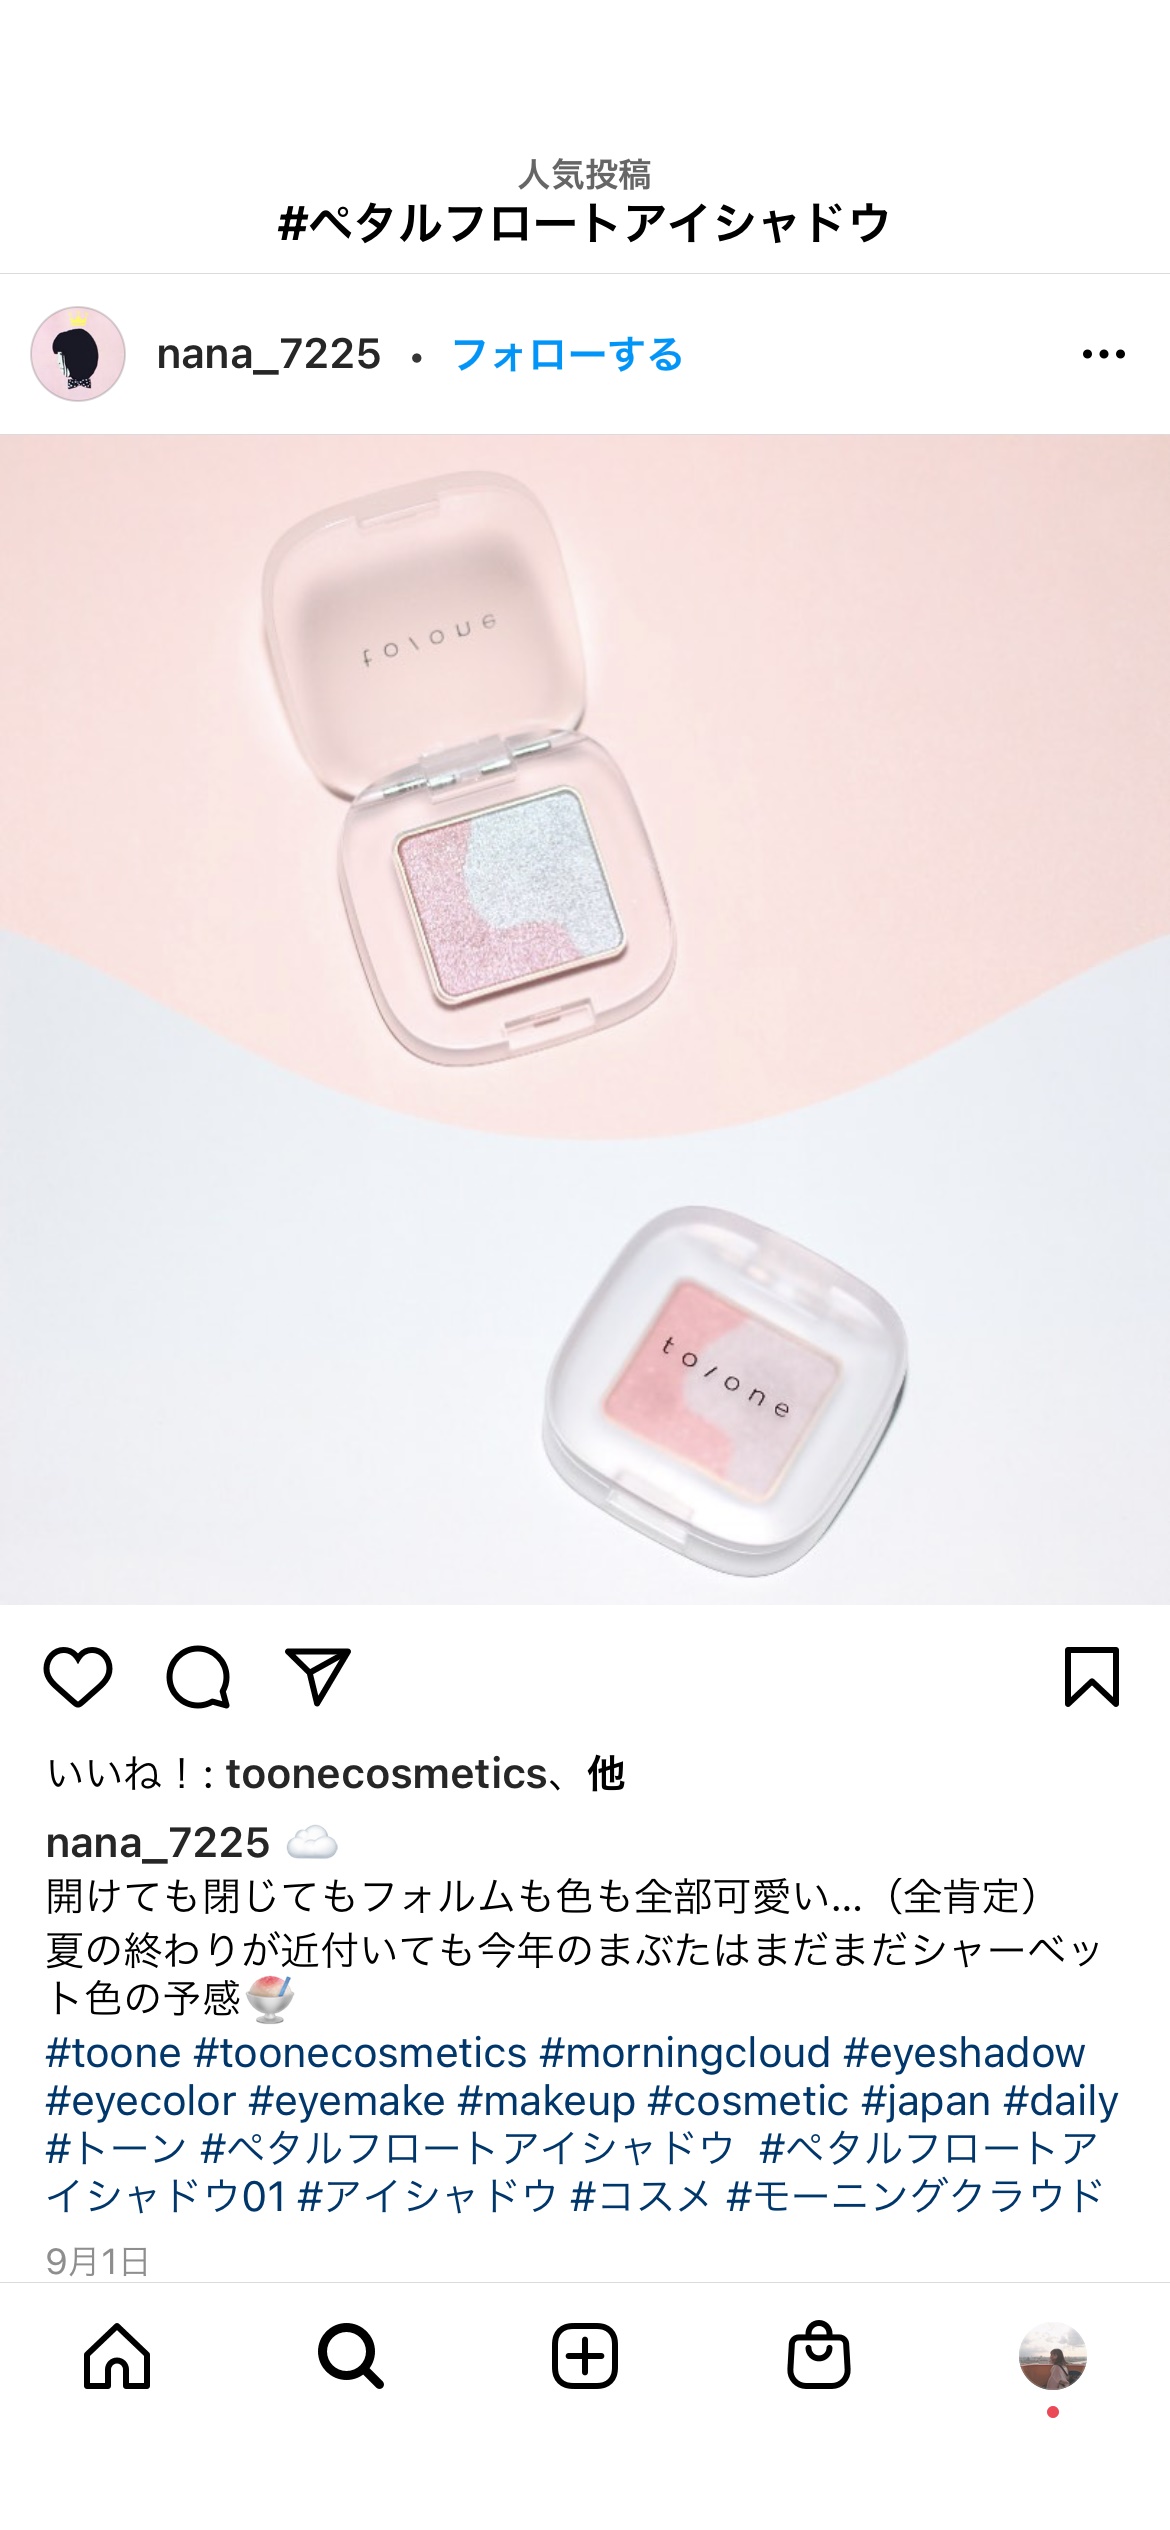 人気投稿
#ペタルフロートアイシャドウ
nana_7225 • フォローする
to/one
to/one
いいね！: toonecosmetics、他
nana_7225 ☁️
開けても閉じてもフォルムも色も全部可愛い...（全肯定）
夏の終わりが近付いても今年のまぶたはまだまだシャーベッ
ト色の予感🍧
#toone #toonecosmetics #morningcloud #eyeshadow
#eyecolor #eyemake #makeup #cosmetic #japan #daily
#トーン #ペタルフロートアイシャドウ #ペタルフロートア
イシャドウ01 #アイシャドウ #コスメ #モーニングクラウド
9月1日